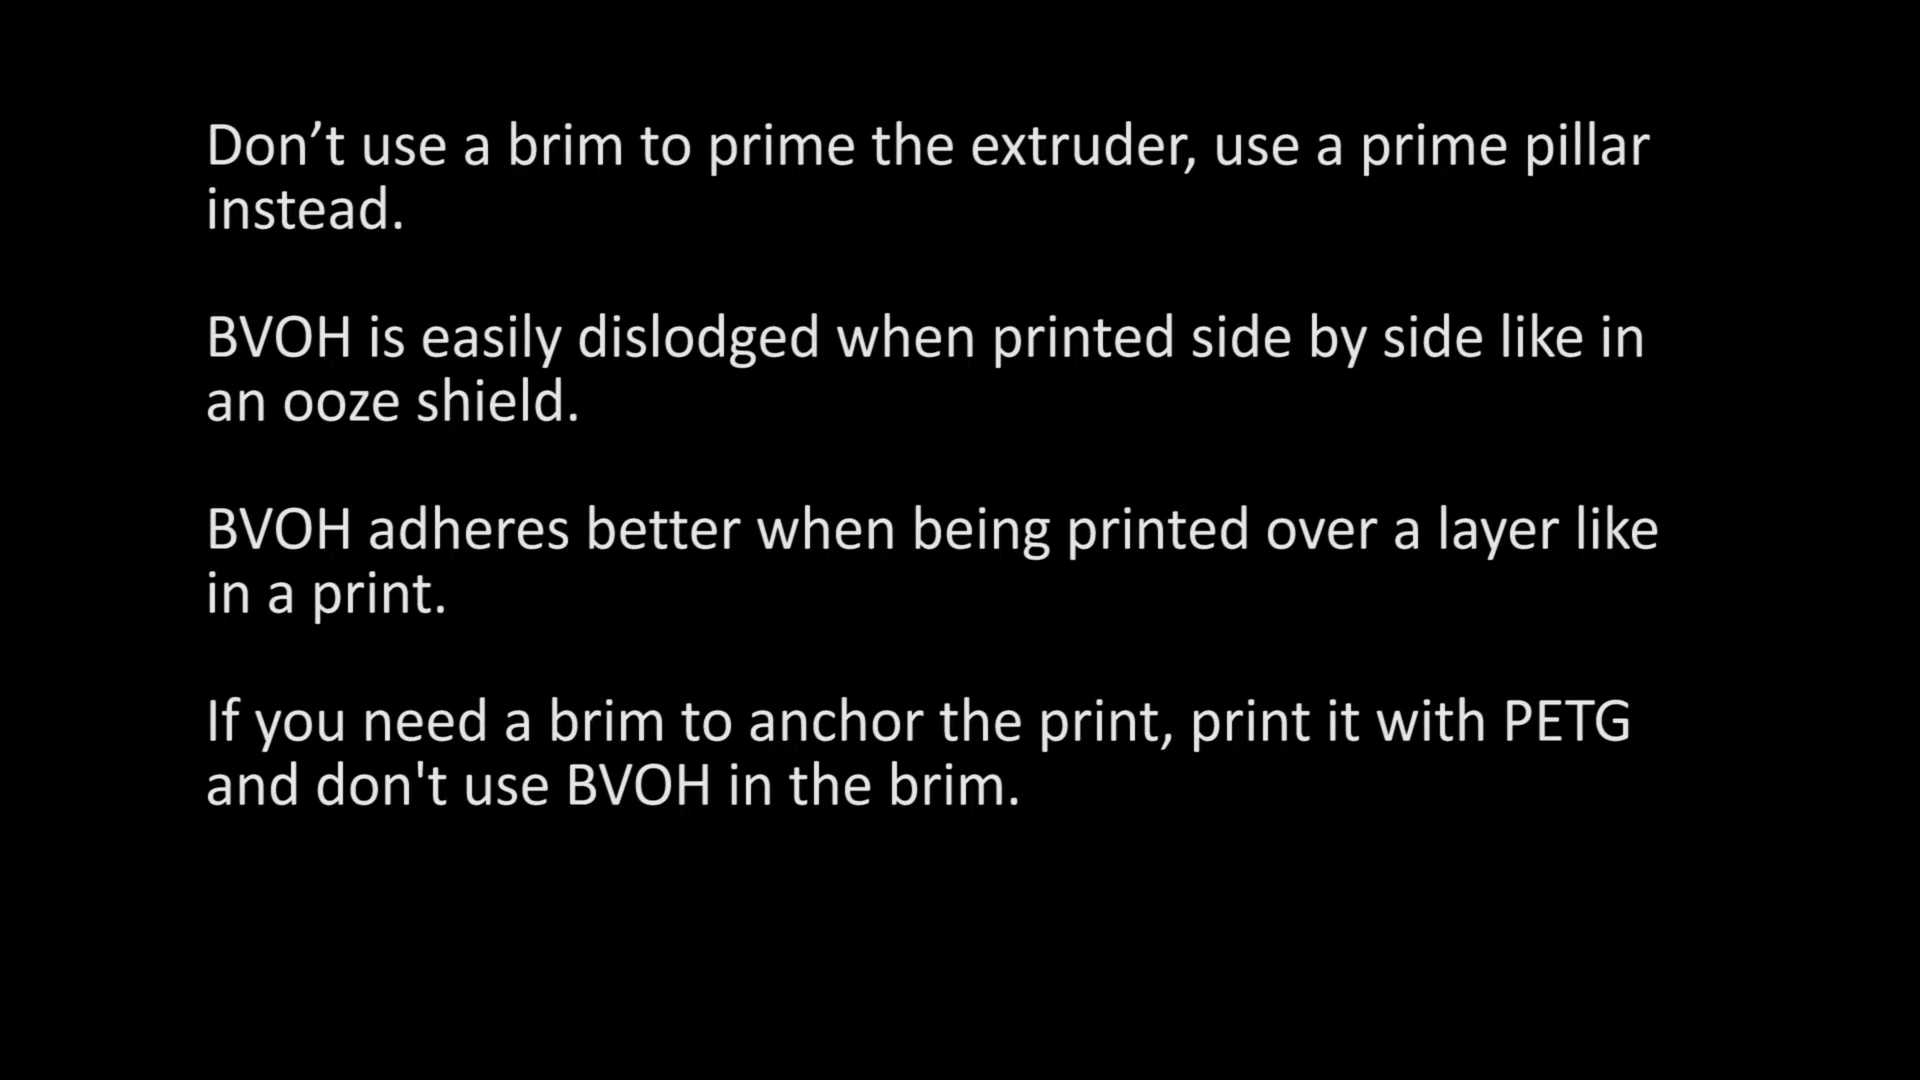 Don’t use a brim to prime the extruder, use a prime pillar
instead.
BVOH is easily dislodged when printed side by side like in
an ooze shield.
BVOH adheres better when being printed over a layer like
in a print.
If you need a brim to anchor the print, print it with PETG
and don't use BVOH in the brim.